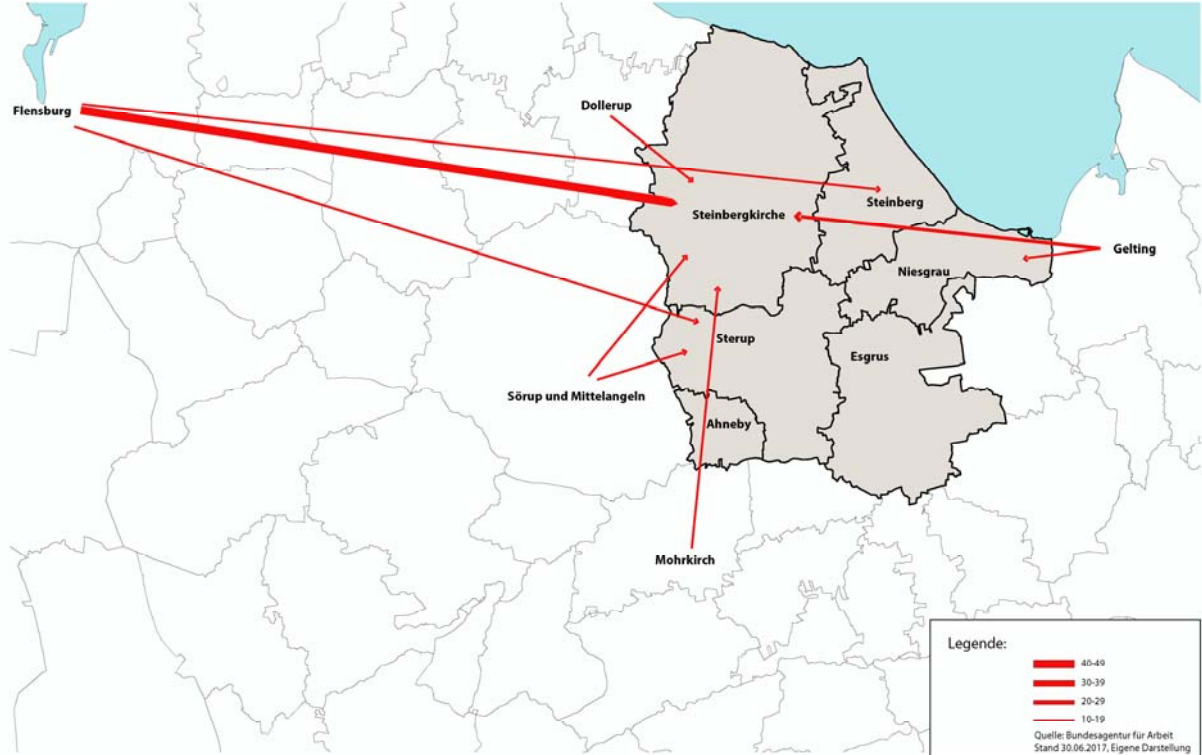 Dollerup
Flensburg
Steinberg
Steinbergkirche
Gelting
Niesgrau
Sterup
Esgrus
Sörup und Mittelangeln
Ahneby
Mohrkirch
Legende:
40-49
30-39
20-29
10-19
Quelle: Bundesagentur für Arbeit
Stand 30.06.2017, Eigene Darstellung